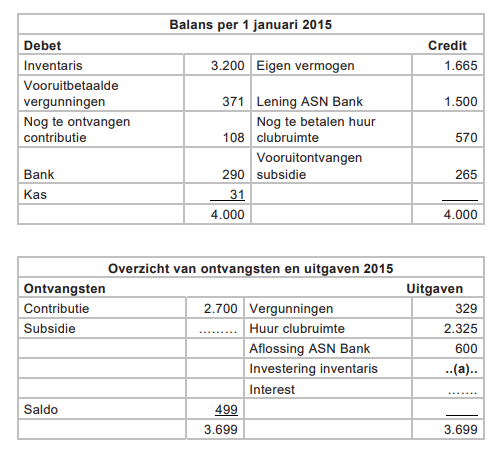 Balans per 1 januari 2015
Debet Credit
Inventaris 3.200 Eigen vermogen 1.665
Vooruitbetaalde
vergunningen 371 Lening ASN Bank 1.500
Nog te ontvangen Nog te betalen huur
contributie 108 clubruimte 570
Vooruitontvangen
Bank 290 subsidie 265
Kas 31
4.000 4.000
Overzicht van ontvangsten en uitgaven 2015
Ontvangsten Uitgaven
Contributie 2.700 Vergunningen 329
Subsidie ……… Huur clubruimte 2.325
Aflossing ASN Bank 600
Investering inventaris ..(a)..
Interest …….
Saldo 499
3.699 3.699